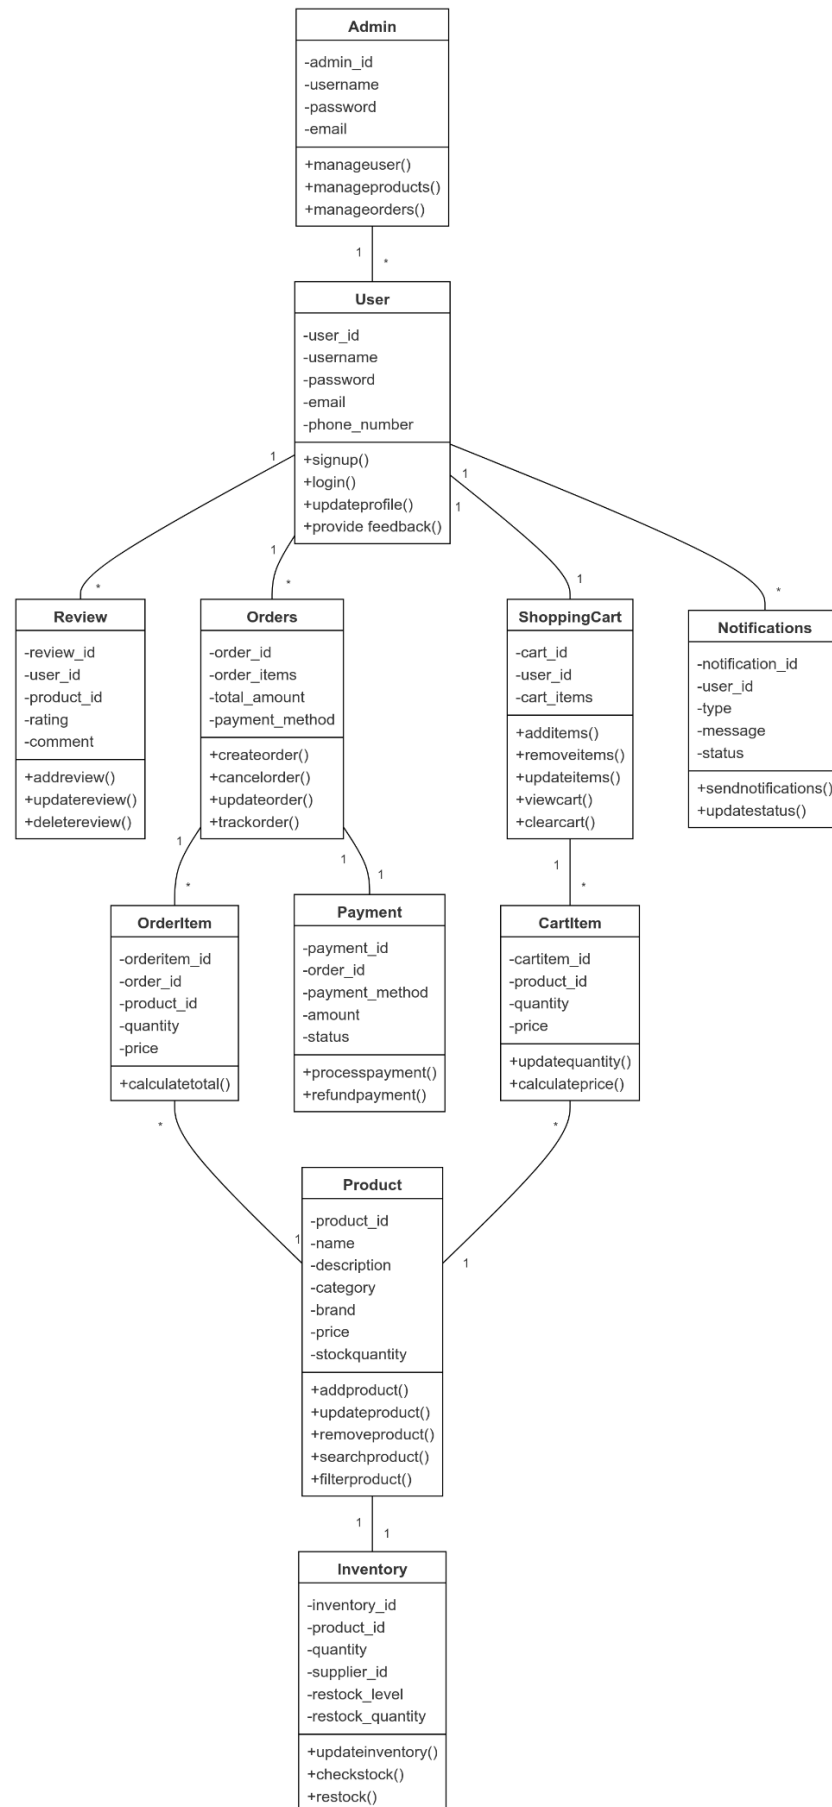 Admin
-admin_id
-username
-password
-email
+manageuser()
+manageproducts()
+manageorders()
1
*
User
-user_id
-username
-password
-email
-phone_number
+signup()
+login()
+updateprofile()
+provide feedback()
1
1
1
1
*
*
1
*
Review
-review_id
-user_id
-product_id
-rating
-comment
+addreview()
+updatereview()
+deletereview()
Orders
-order_id
-order_items
-total_amount
-payment_method
+createorder()
+cancelorder()
+updateorder()
+trackorder()
ShoppingCart
-cart_id
-user_id
-cart_items
+additems()
+removeitems()
+updateitems()
+viewcart()
+clearcart()
Notifications
-notification_id
-user_id
-type
-message
-status
+sendnotifications()
+updatestatus()
1
*
1
1
1
*
OrderItem
-orderitem_id
-order_id
-product_id
-quantity
-price
+calculatetotal()
Payment
-payment_id
-order_id
-payment_method
-amount
-status
+processpayment()
+refundpayment()
CartItem
-cartitem_id
-product_id
-quantity
-price
+updatequantity()
+calculateprice()
*
*
1
1
Product
-product_id
-name
-description
-category
-brand
-price
-stockquantity
+addproduct()
+updateproduct()
+removeproduct()
+searchproduct()
+filterproduct()
1
1
Inventory
-inventory_id
-product_id
-quantity
-supplier_id
-restock_level
-restock_quantity
+updateinventory()
+checkstock()
+restock()